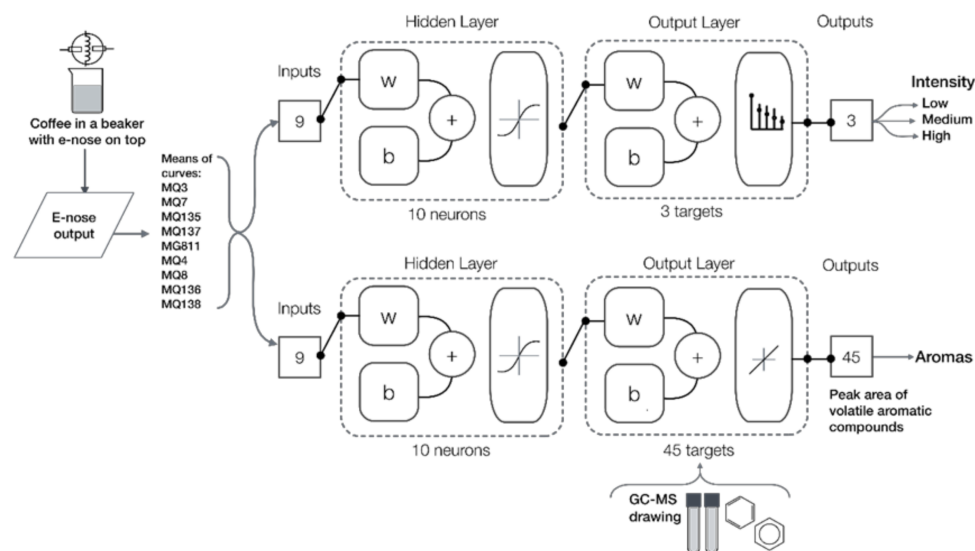 Coffee in a beaker
with e-nose on top
E-nose
output
Means of
curves:
MQ3
MQ7
MQ135
MQ137
MG811
MQ4
MQ8
MQ136
MQ138
Inputs
9
Hidden Layer
w
b
+
10 neurons
Output Layer
w
b
+
3 targets
Outputs
3
Intensity
Low
Medium
High
Inputs
9
Hidden Layer
w
b
+
10 neurons
Output Layer
w
b
+
45 targets
Outputs
45
Aromas
Peak area of
volatile aromatic
compounds
GC-MS
drawing